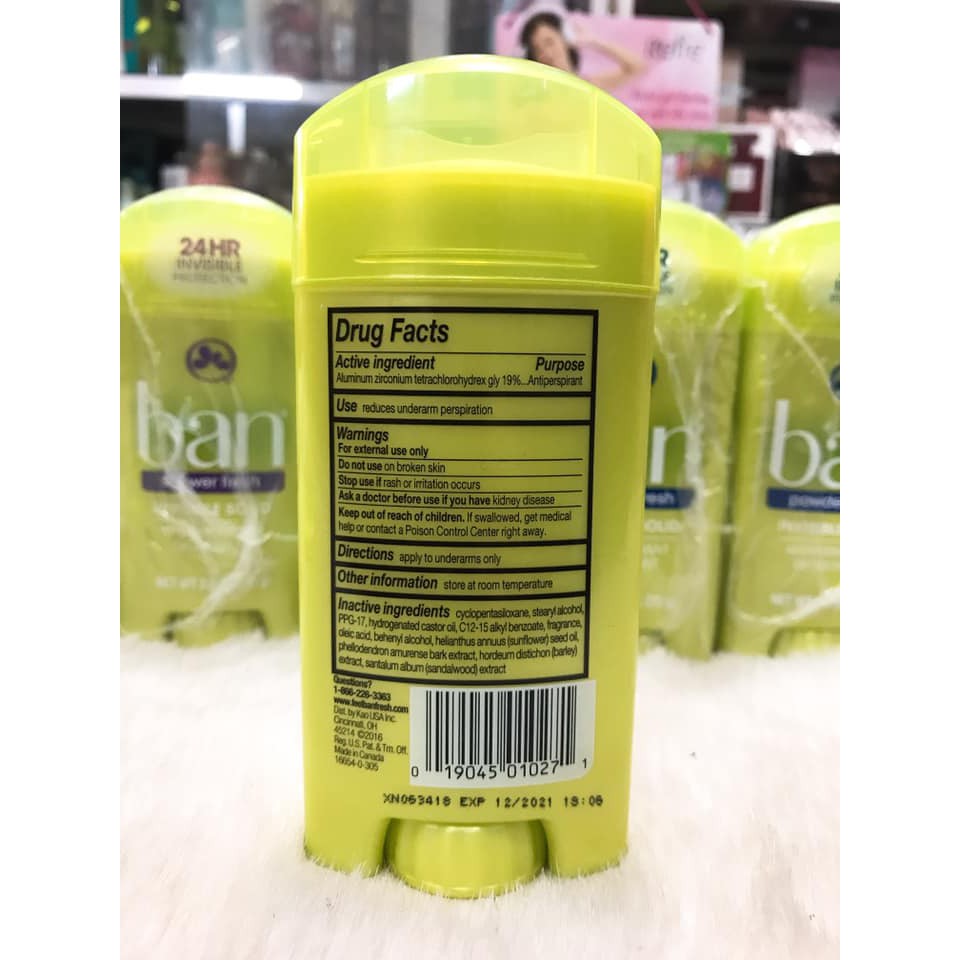 Drug Facts
Active ingredient Purpose
Aluminum zirconium tetrachlorohydrex gly 19%...Antiperspirant
Use reduces underarm perspiration
Warnings
For external use only
Do not use on broken skin
Stop use if rash or irritation occurs
Ask a doctor before use if you have kidney disease
Keep out of reach of children. If swallowed, get medical
help or contact a Poison Control Center right away.
Directions apply to underarms only
Other information store at room temperature
Inactive ingredients cyclopentasiloxane, stearyl alcohol,
PPG-17, hydrogenated castor oil, C12-15 alkyl benzoate, fragrance,
oleic acid, behenyl alcohol, helianthus annuus (sunflower) seed oil,
phellodendron amurense bark extract, hordeum distichon (barley)
extract, santalum album (sandalwood) extract
Questions?
1-866-226-3363
www.feelbanfresh.com
Dist. by Kao USA Inc.
Cincinnati, OH
45214 ©2016
Reg. U.S. Pat. & Tm. Off.
Made in Canada
16654-0-305
0 19045 01027 1
XN053418 EXP 12/2021 18:06
24HR
INVISIBLE
PROTECTION
ban
fresh